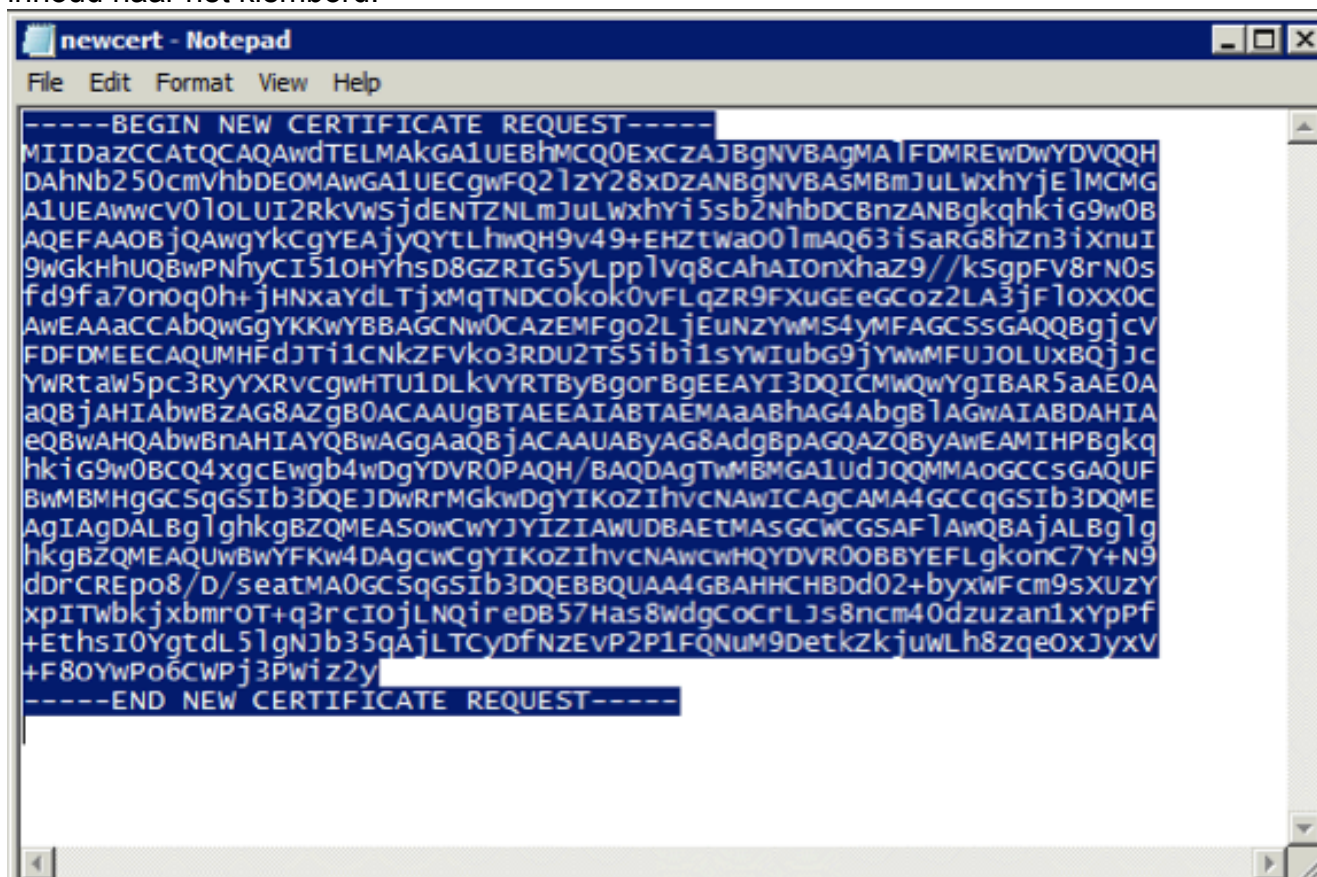 newcert - Notepad
File Edit Format View Help
-----BEGIN NEW CERTIFICATE REQUEST-----
MIIDazCCAtQCAQAwdTELMAkGA1UEBhMCQ0ExCzAJBgNVBAgMAlFDMREwDwYDVQQH
DAhNb250cmVhbDEOMAwGA1UECgwFQ2lzY28xDzANBgNVBAsMBmJuLWxhYjElMCMG
A1UEAwwcV0lOLUI2RkVWSjdENTZNLmJuLWxhYi5sb2NhbDCBnzANBgkqhkiG9w0B
AQEFAAOBjQAwgYkCgYEAjyQYtLhwQH9v49+EHZtWaO0lmAQ63iSaRG8hZn3iXnuI
9WGkHhUQBwPNhyCI51OHYhsD8GZRIG5yLpplVq8cAhAIOnXhaZ9//kSgpFV8rN0s
fd9fa7OnOq0h+jHNxaYdLTjxMqTNDCOkok0vFLqZR9FXuGEeGCoz2LA3jFlOXX0C
AwEAAaCCAbQwGgYKKwYBBAGCNw0CAzEMFgo2LjEuNzYwMS4yMFAGCSsGAQQBgjcV
FDFDMEECAQUMHFdJTi1CNkZFVko3RDU2TS5ibi1sYWIubG9jYWwMFUJOLUxBQjJc
YWRtaW5pc3RyYXRvcgwHTU1DLkVYRTByBgorBgEEAYI3DQICMWQwYgIBAR5aAE0A
aQBjAHIAbwBzAG8AZgB0ACAAUgBTAEEAIABTAEMAaABhAG4AbgBlAGwAIABDAHIA
eQBwAHQAbwBnAHIAYQBwAGgAaQBjACAAUAByAG8AdgBpAGQAZQByAwEAMIHPBgkq
hkiG9w0BCQ4xgcEwgb4wDgYDVR0PAQH/BAQDAgTwMBMGA1UdJQQMMAoGCCsGAQUF
BwMBMHgGCSqGSIb3DQEJDwRrMGkwDgYIKoZIhvcNAwICAgCAMA4GCCqGSIb3DQME
AgIAgDALBglghkgBZQMEASowCwYJYIZIAWUDBAEtMAsGCWCGSAFlAwQBAjALBglg
hkgBZQMEAQUwBwYFKw4DAgcwCgYIKoZIhvcNAwcwHQYDVR0OBBYEFLgkonC7Y+N9
dDrCREpo8/D/seatMA0GCSqGSIb3DQEBBQUAA4GBAHHCHBDd02+byxWFcm9sXUzY
xpITWbkjxbmrOT+q3rcIOjLNQireDB57Has8WdgCoCrLJs8ncm40dzuzan1xYpPf
+EthsI0YgtdL5lgNJb35qAjLTCyDfNzEvP2P1FQNuM9DetkZkjuWLh8zqeOxJyxV
+F8OYwPo6CWPj3PWiz2y
-----END NEW CERTIFICATE REQUEST-----